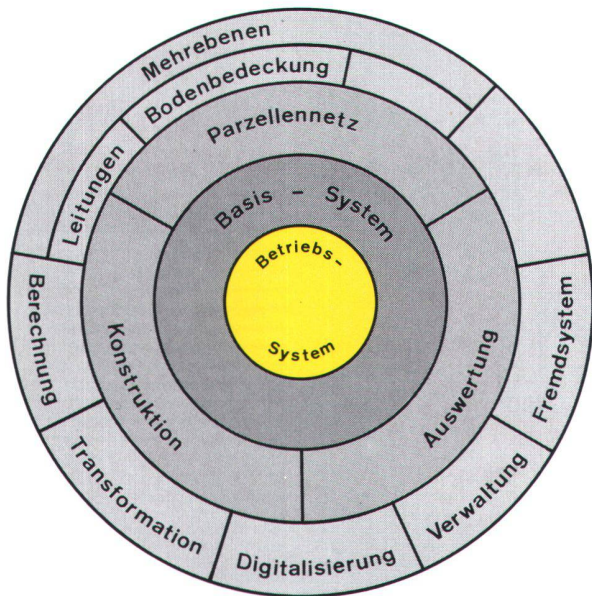 Mehrebenen
Bodenbedeckung
Leitungen
Parzellennetz
Basis - System
Betriebs-
System
Berechnung
Konstruktion
Auswertung
Fremdsystem
Transformation
Digitalisierung
Verwaltung